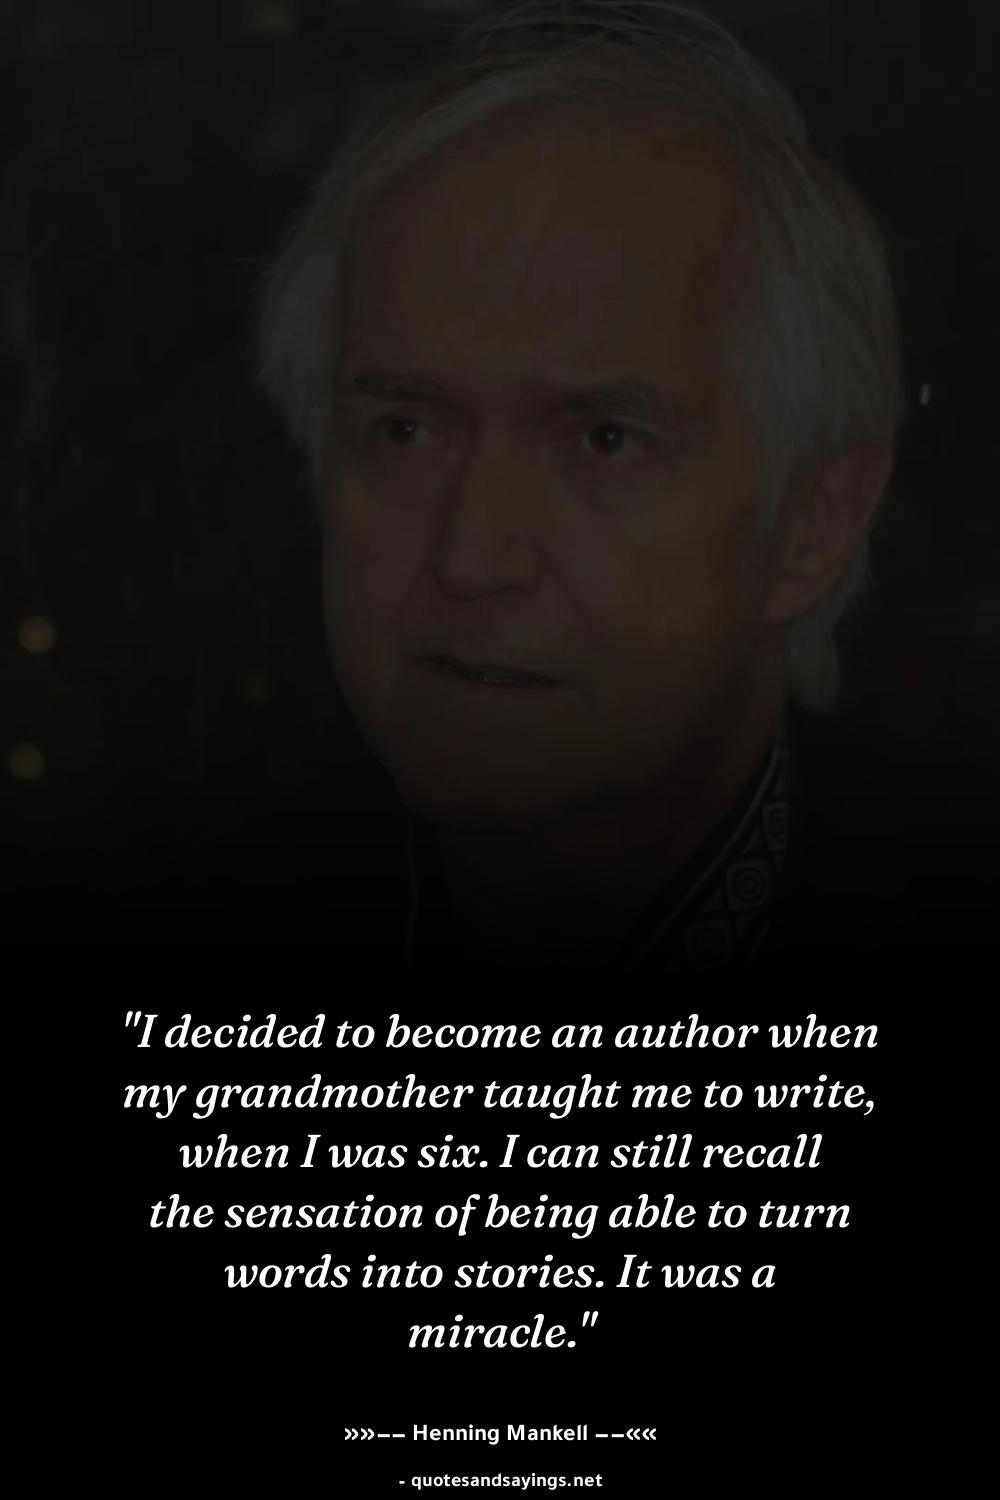 "I decided to become an author when
my grandmother taught me to write,
when I was six. I can still recall
the sensation of being able to turn
words into stories. It was a
miracle."
»»−− Henning Mankell −−««
- quotesandsayings.net